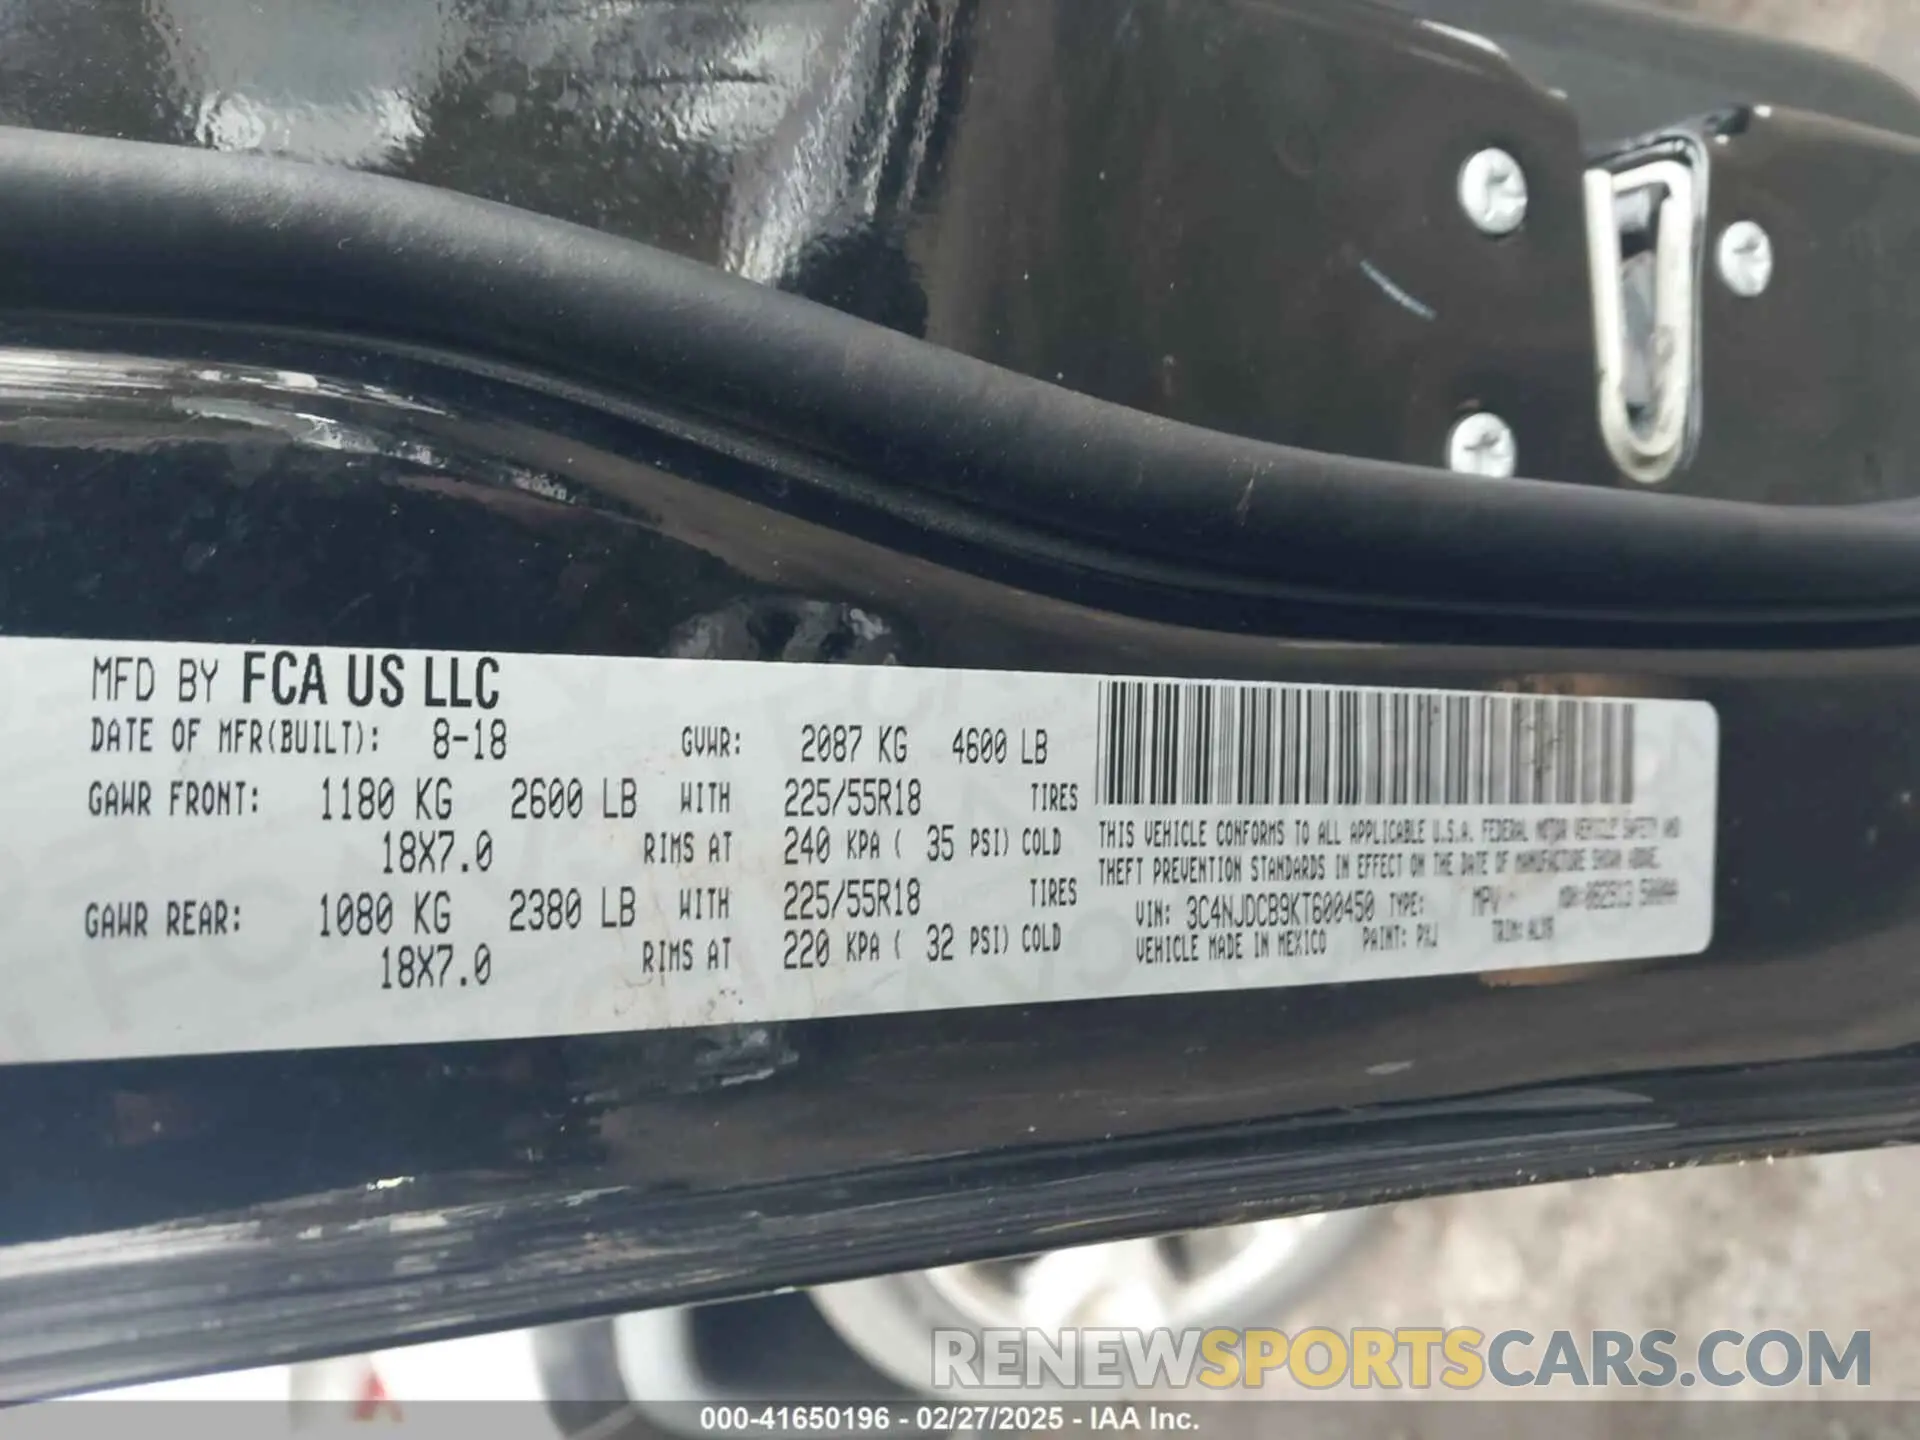 MFD BY FCA US LLC
DATE OF MFR(BUILT): 8-18 GVWR: 2087 KG 4600 LB
GAWR FRONT: 1180 KG 2600 LB WITH 225/55R18 TIRES
18X7.0 RIMS AT 240 KPA ( 35 PSI) COLD
GAWR REAR: 1080 KG 2380 LB WITH 225/55R18 TIRES
18X7.0 RIMS AT 220 KPA ( 32 PSI) COLD
THIS VEHICLE CONFORMS TO ALL APPLICABLE U.S.A. FEDERAL MOTOR VEHICLE SAFETY AND
THEFT PREVENTION STANDARDS IN EFFECT ON THE DATE OF MANUFACTURE SHOWN ABOVE.
VIN: 3C4NJDCB9KT600450 TYPE: MPV
VEHICLE MADE IN MEXICO PAINT: PXJ TRIM:
RENEWSPORTSCARS.COM
000-41650196 - 02/27/2025 - IAA Inc.